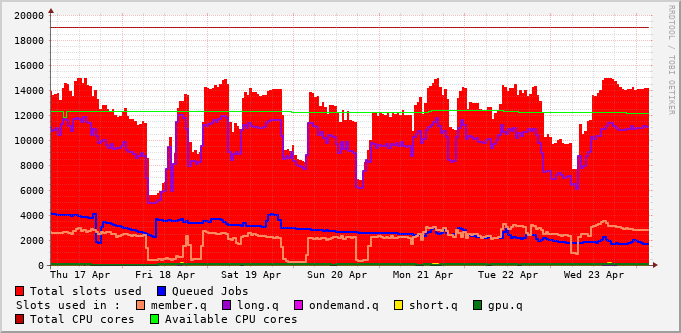 20000
18000
16000
14000
12000
10000
8000
6000
4000
2000
0
Thu 17 Apr Fri 18 Apr Sat 19 Apr Sun 20 Apr Mon 21 Apr Tue 22 Apr Wed 23 Apr
Total slots used Queued Jobs
Slots used in : member.q long.q ondemand.q short.q gpu.q
Total CPU cores Available CPU cores
RRDTOOL / TOBI OETIKER